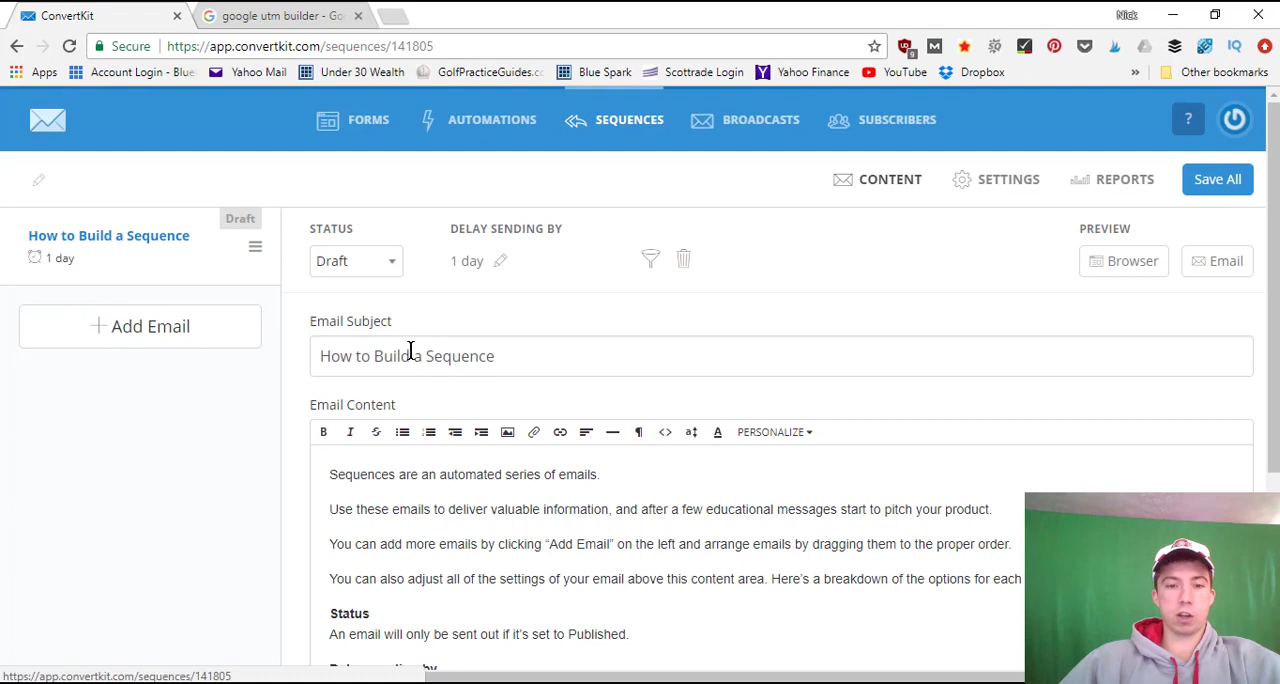 ConvertKit
google utm builder - Go
Nick
Secure
https://app.convertkit.com/sequences/141805
9
Apps
Account Login - Blue
Yahoo Mail
Under 30 Wealth
GolfPracticeGuides.cc
Blue Spark
Scottrade Login
Yahoo Finance
YouTube
Dropbox
»
Other bookmarks
FORMS
AUTOMATIONS
SEQUENCES
BROADCASTS
SUBSCRIBERS
?
CONTENT
SETTINGS
REPORTS
Save All
Draft
How to Build a Sequence
1 day
Add Email
STATUS
DELAY SENDING BY
PREVIEW
Draft
1 day
Browser
Email
Email Subject
How to Build a Sequence
Email Content
PERSONALIZE
Sequences are an automated series of emails.
Use these emails to deliver valuable information, and after a few educational messages start to pitch your product.
You can add more emails by clicking “Add Email” on the left and arrange emails by dragging them to the proper order.
You can also adjust all of the settings of your email above this content area. Here’s a breakdown of the options for each
Status
An email will only be sent out if it’s set to Published.
https://app.convertkit.com/sequences/141805